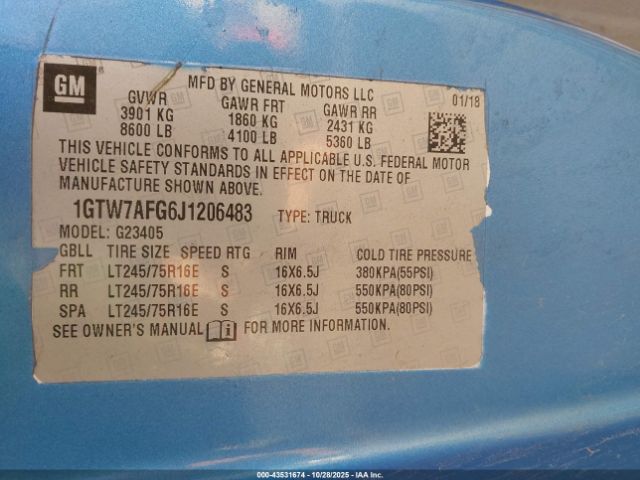 GM
MFD BY GENERAL MOTORS LLC
GVWR GAWR FRT GAWR RR 01/18
3901 KG 1860 KG 2431 KG
8600 LB 4100 LB 5360 LB
THIS VEHICLE CONFORMS TO ALL APPLICABLE U.S. FEDERAL MOTOR
VEHICLE SAFETY STANDARDS IN EFFECT ON THE DATE OF
MANUFACTURE SHOWN ABOVE.
1GTW7AFG6J1206483 TYPE: TRUCK
MODEL: G23405
GBLL TIRE SIZE SPEED RTG RIM COLD TIRE PRESSURE
FRT LT245/75R16E S 16X6.5J 380KPA(55PSI)
RR LT245/75R16E S 16X6.5J 550KPA(80PSI)
SPA LT245/75R16E S 16X6.5J 550KPA(80PSI)
SEE OWNER'S MANUAL FOR MORE INFORMATION.
000-43531674 | 10/28/2025 | IAA, Inc.